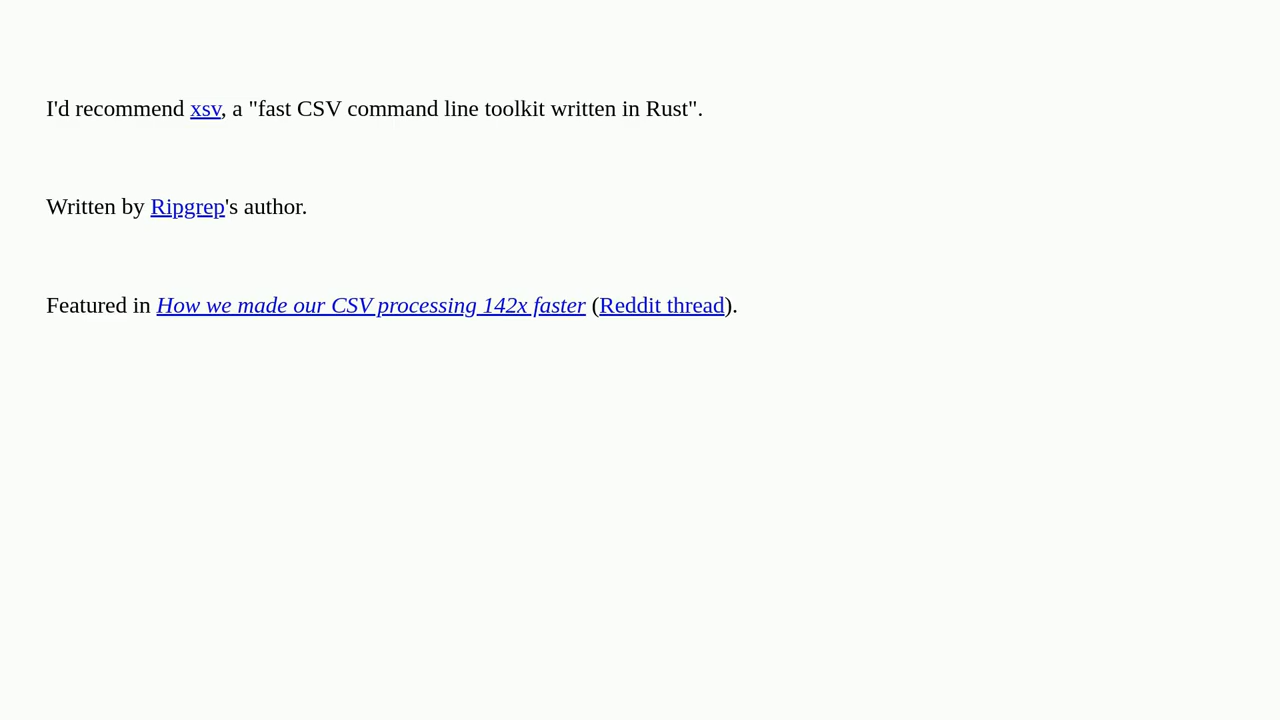 I'd recommend xsv, a "fast CSV command line toolkit written in Rust".
Written by Ripgrep's author.
Featured in How we made our CSV processing 142x faster (Reddit thread).